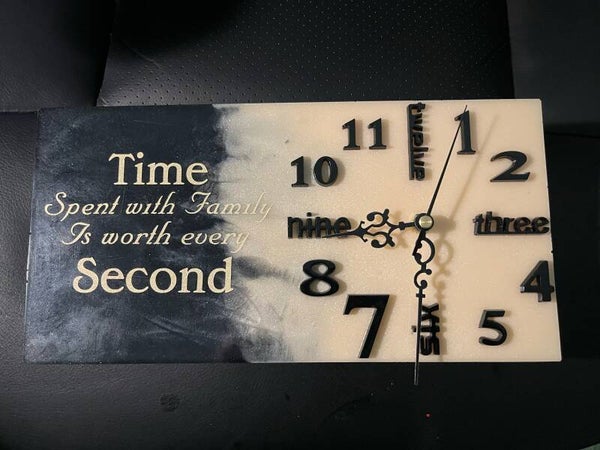 Time
Spent with Family
Is worth every
Second
twelve
11
1
10
2
nine
three
8
4
7
5
six